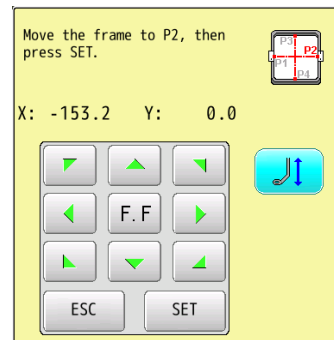 Move the frame to P2, then
press SET.
P3
P2
P1
P4
X: -153.2 Y: 0.0
F.F
ESC SET